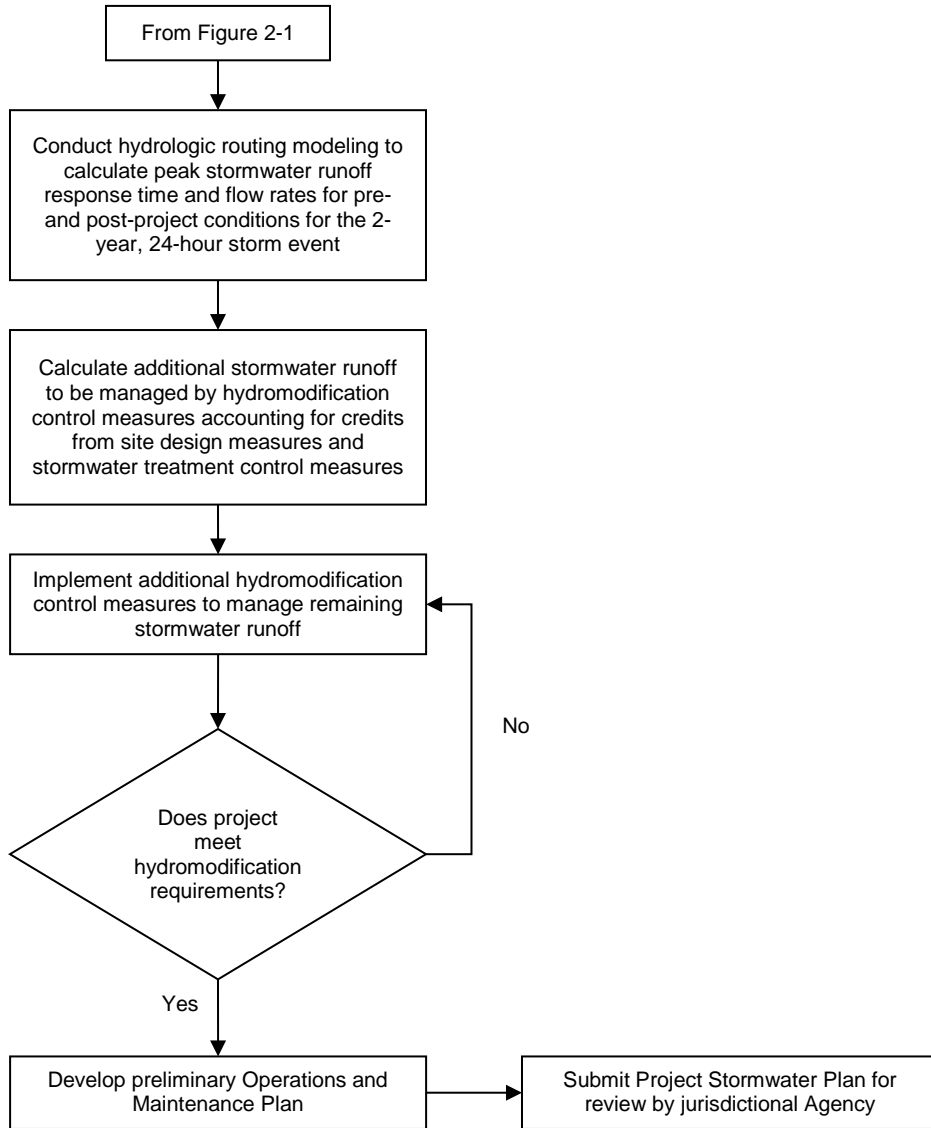 From Figure 2-1
Conduct hydrologic routing modeling to
calculate peak stormwater runoff
response time and flow rates for pre-
and post-project conditions for the 2-
year, 24-hour storm event
Calculate additional stormwater runoff
to be managed by hydromodification
control measures accounting for credits
from site design measures and
stormwater treatment control measures
Implement additional hydromodification
control measures to manage remaining
stormwater runoff
No
Does project
meet
hydromodification
requirements?
Yes
Develop preliminary Operations and
Maintenance Plan
Submit Project Stormwater Plan for
review by jurisdictional Agency